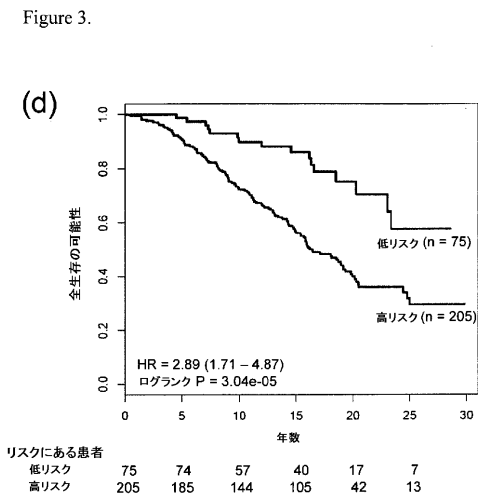 Figure 3.
(d)
全生存の可能性
1.0
0.8
0.6
0.4
0.2
0.0
低リスク (n = 75)
高リスク (n = 205)
HR = 2.89 (1.71 – 4.87)
ログランク P = 3.04e-05
0 5 10 15 20 25 30
年数
リスクにある患者
低リスク 75 74 57 40 17 7
高リスク 205 185 144 105 42 13